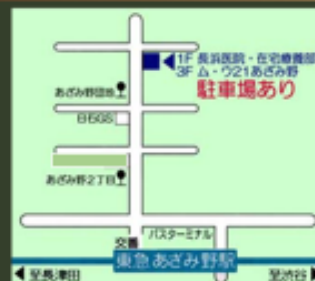 1F 長浜医院・在宅療養部
3F ム・ウ21あざみ野
駐車場あり
あざみ野団地
ESGS
あざみ野2丁目
バスターミナル
交番
東急 あざみ野駅
至長津田
至渋谷